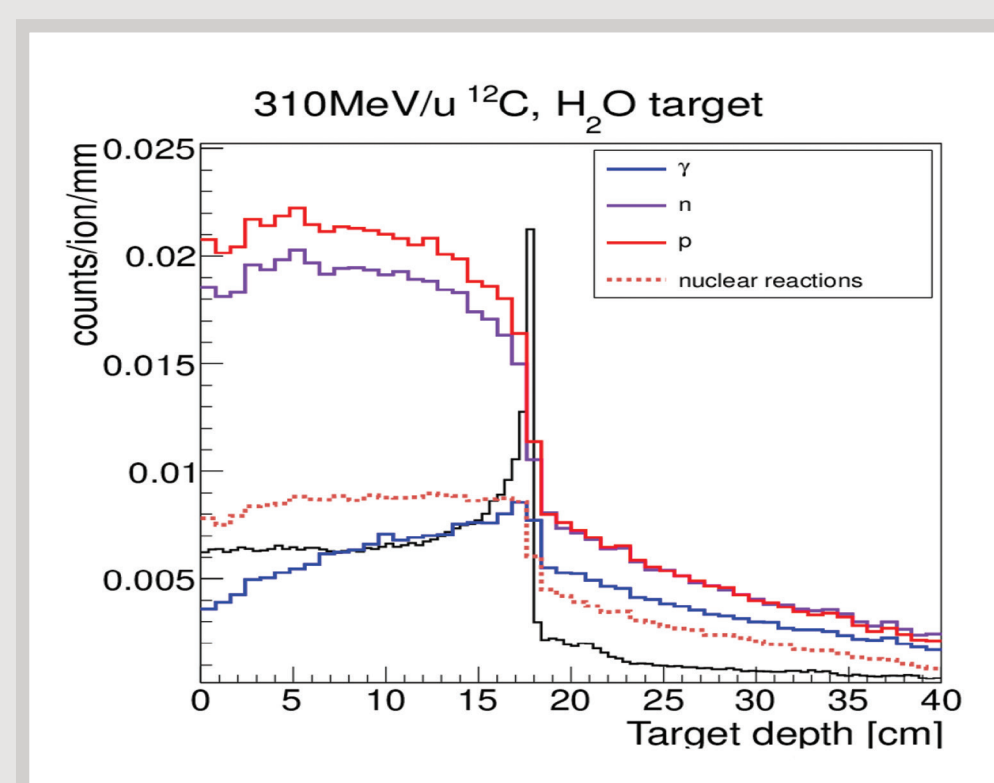 310MeV/u ¹²C, H₂O target
counts/ion/mm
0.025
0.02
0.015
0.01
0.005
γ
n
p
nuclear reactions
0 5 10 15 20 25 30 35 40
Target depth [cm]